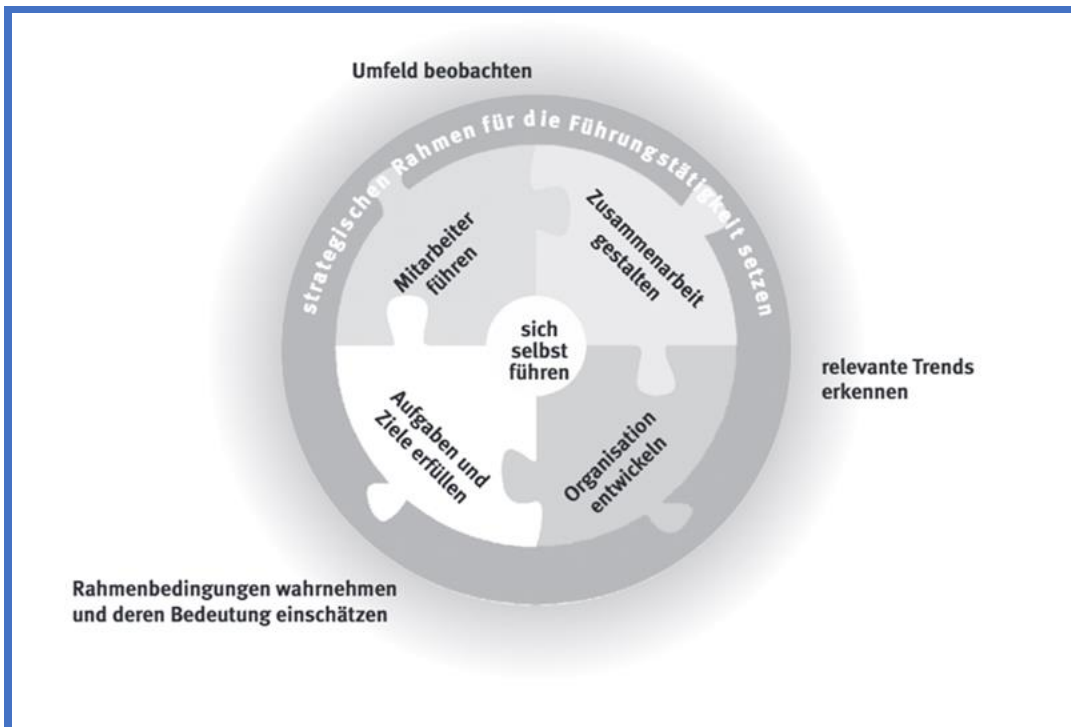 Umfeld beobachten
strategischen Rahmen für die Führungstätigkeit setzen
Mitarbeiter
führen
Zusammenarbeit
gestalten
sich
selbst
führen
relevante Trends
erkennen
Aufgaben und
Ziele erfüllen
Organisation
entwickeln
Rahmenbedingungen wahrnehmen
und deren Bedeutung einschätzen